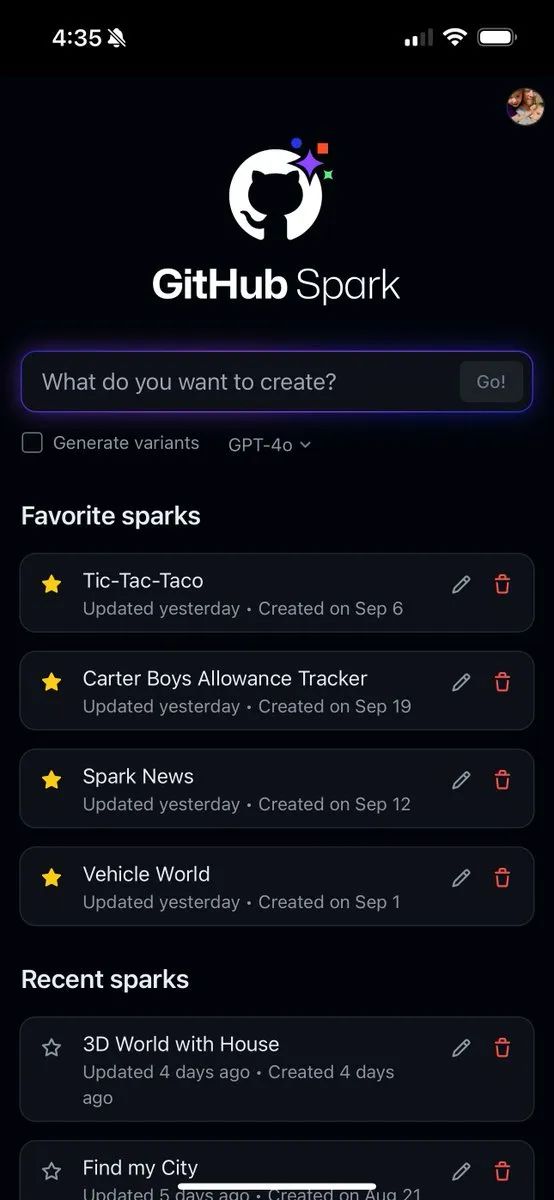 4:35
GitHub Spark
What do you want to create?
Go!
Generate variants
GPT-4o
Favorite sparks
Tic-Tac-Taco
Updated yesterday • Created on Sep 6
Carter Boys Allowance Tracker
Updated yesterday • Created on Sep 19
Spark News
Updated yesterday • Created on Sep 12
Vehicle World
Updated yesterday • Created on Sep 1
Recent sparks
3D World with House
Updated 4 days ago • Created 4 days
ago
Find my City
Updated 5 days ago • Created on Aug 21